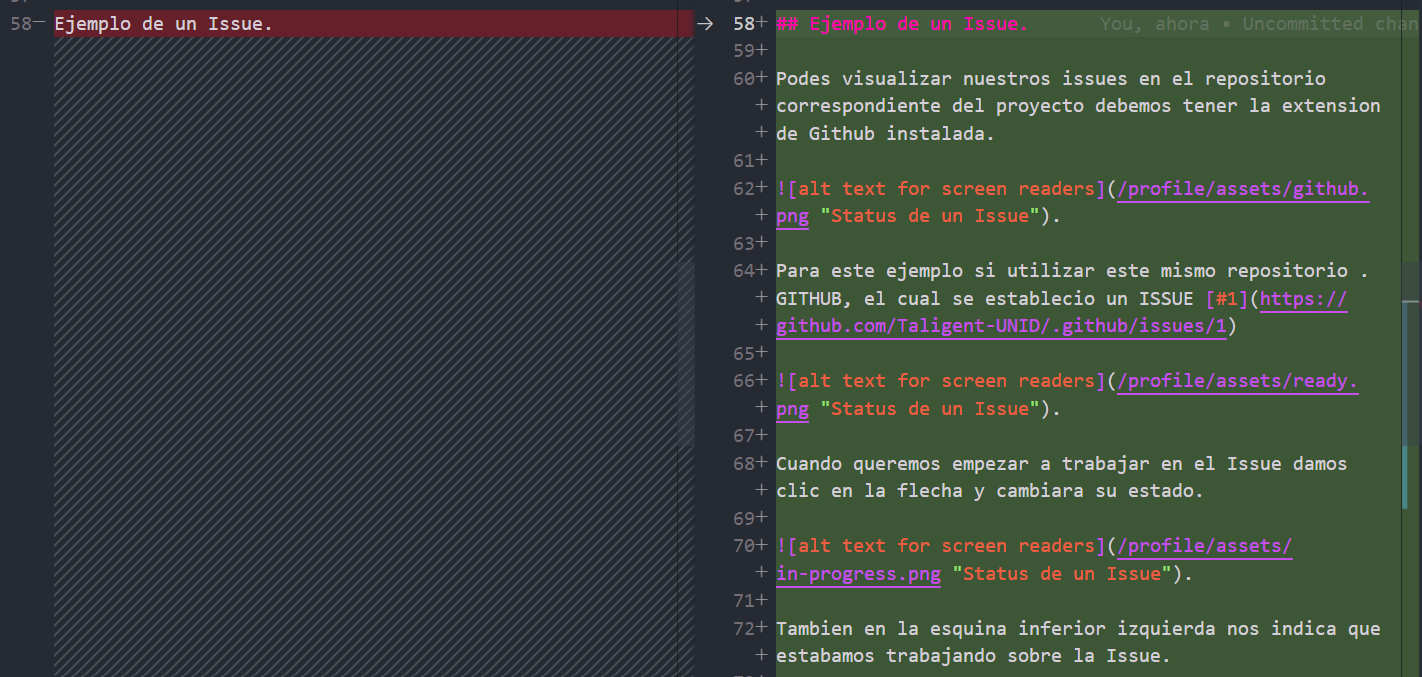 58- Ejemplo de un Issue.
→ 58+ ## Ejemplo de un Issue. You, ahora • Uncommitted chan
59+
60+ Podes visualizar nuestros issues en el repositorio
+ correspondiente del proyecto debemos tener la extension
+ de Github instalada.
61+
62+ ![alt text for screen readers](/profile/assets/github.
+ png "Status de un Issue").
63+
64+ Para este ejemplo si utilizar este mismo repositorio .
+ GITHUB, el cual se establecio un ISSUE [#1](https://
+ github.com/Taligent-UNID/.github/issues/1)
65+
66+ ![alt text for screen readers](/profile/assets/ready.
+ png "Status de un Issue").
67+
68+ Cuando queremos empezar a trabajar en el Issue damos
+ clic en la flecha y cambiara su estado.
69+
70+ ![alt text for screen readers](/profile/assets/
+ in-progress.png "Status de un Issue").
71+
72+ Tambien en la esquina inferior izquierda nos indica que
+ estabamos trabajando sobre la Issue.